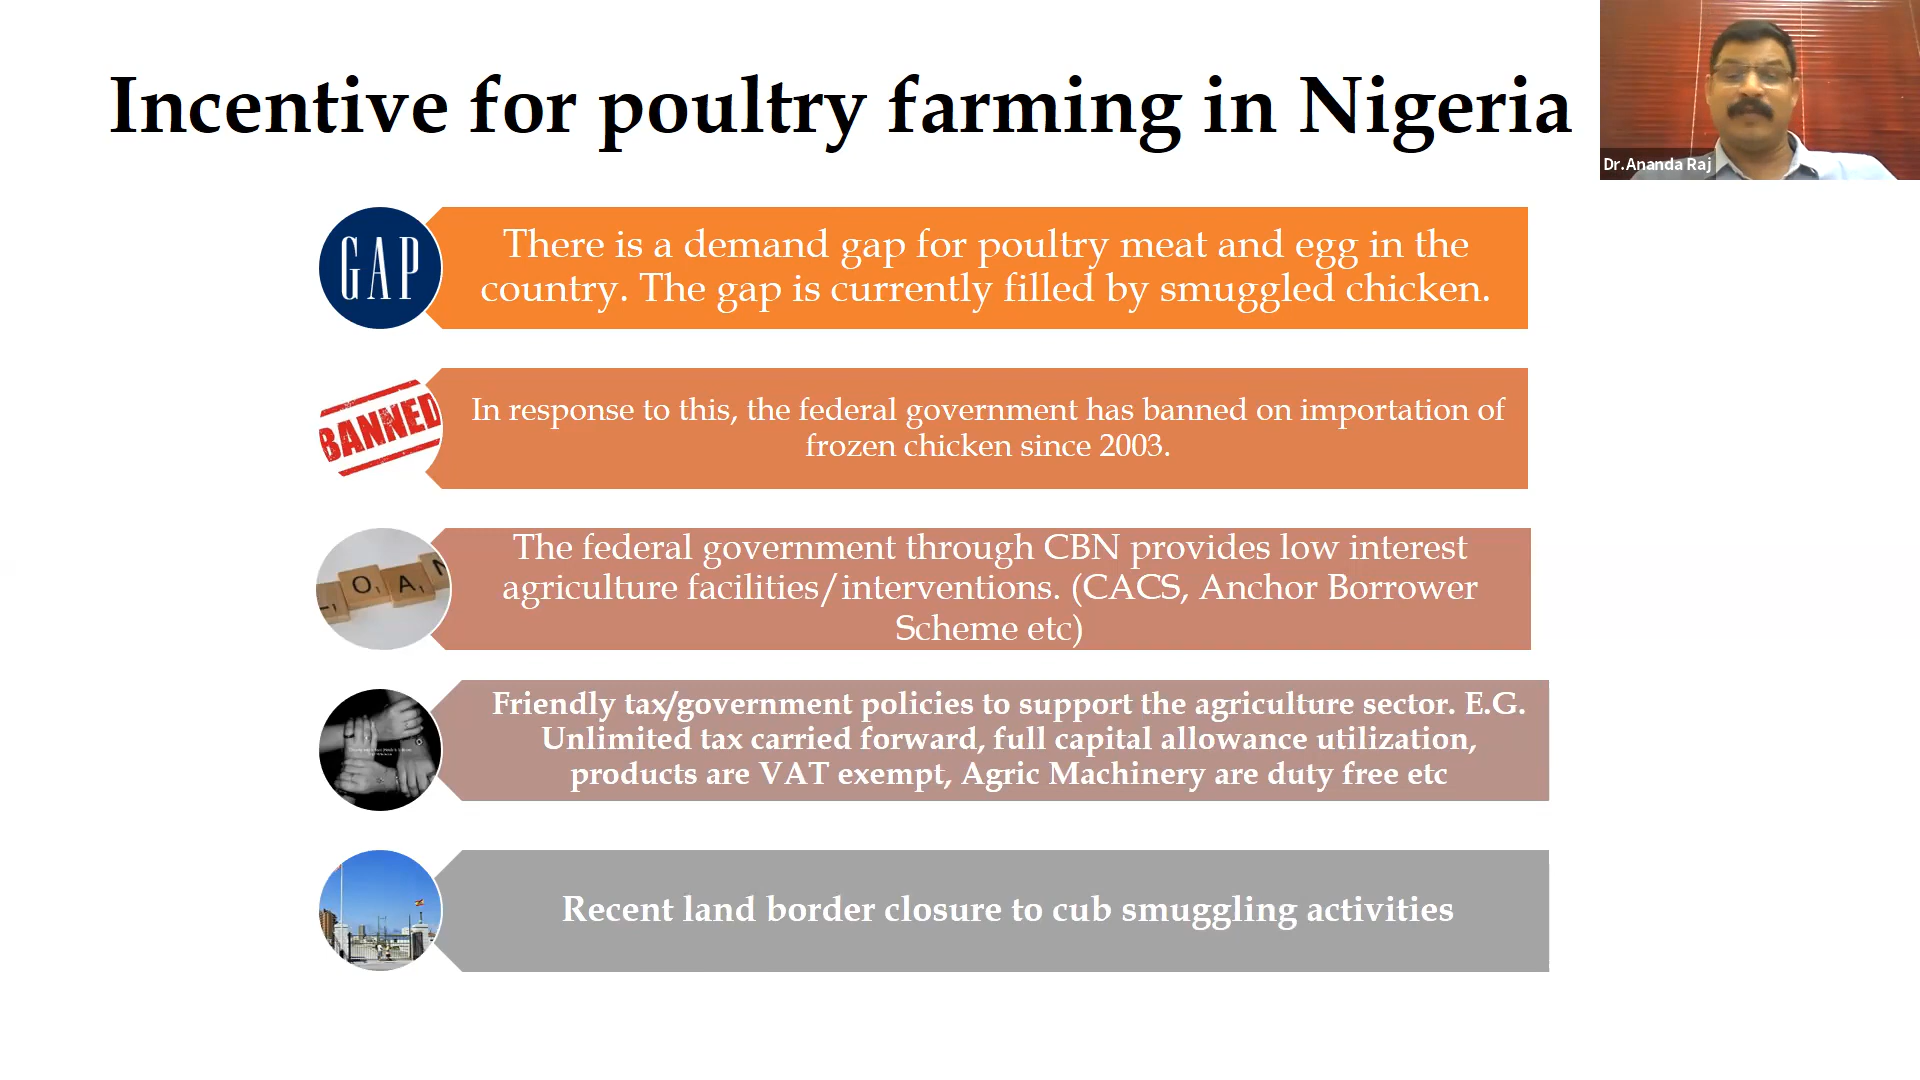 Incentive for poultry farming in Nigeria
Dr.Ananda Raj
GAP
There is a demand gap for poultry meat and egg in the
country. The gap is currently filled by smuggled chicken.
BANNED
In response to this, the federal government has banned on importation of
frozen chicken since 2003.
LOAN
The federal government through CBN provides low interest
agriculture facilities/interventions. (CACS, Anchor Borrower
Scheme etc)
Friendly tax/government policies to support the agriculture sector. E.G.
Unlimited tax carried forward, full capital allowance utilization,
products are VAT exempt, Agric Machinery are duty free etc
Recent land border closure to cub smuggling activities